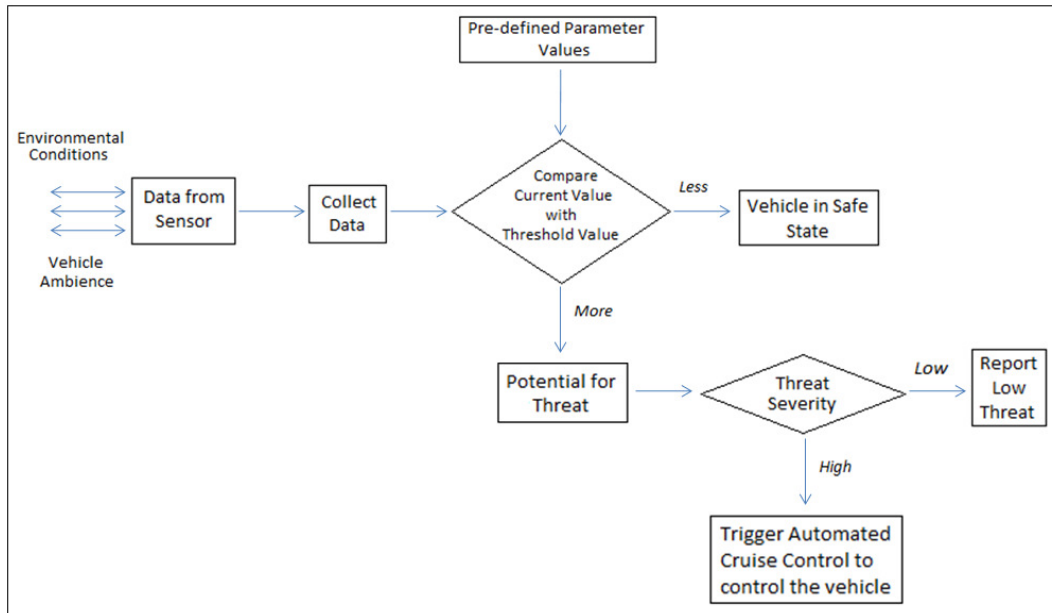 Pre-defined Parameter
Values
Environmental
Conditions
Data from
Sensor
Vehicle
Ambience
Collect
Data
Compare
Current Value
with
Threshold Value
Less
Vehicle in Safe
State
More
Potential for
Threat
Threat
Severity
Low
Report
Low
Threat
High
Trigger Automated
Cruise Control to
control the vehicle